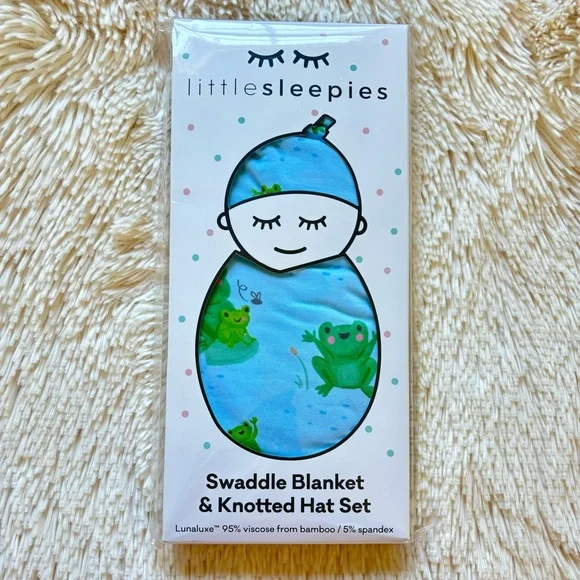 littlesleepies
Swaddle Blanket
& Knotted Hat Set
Lunaluxe™ 95% viscose from bamboo / 5% spandex